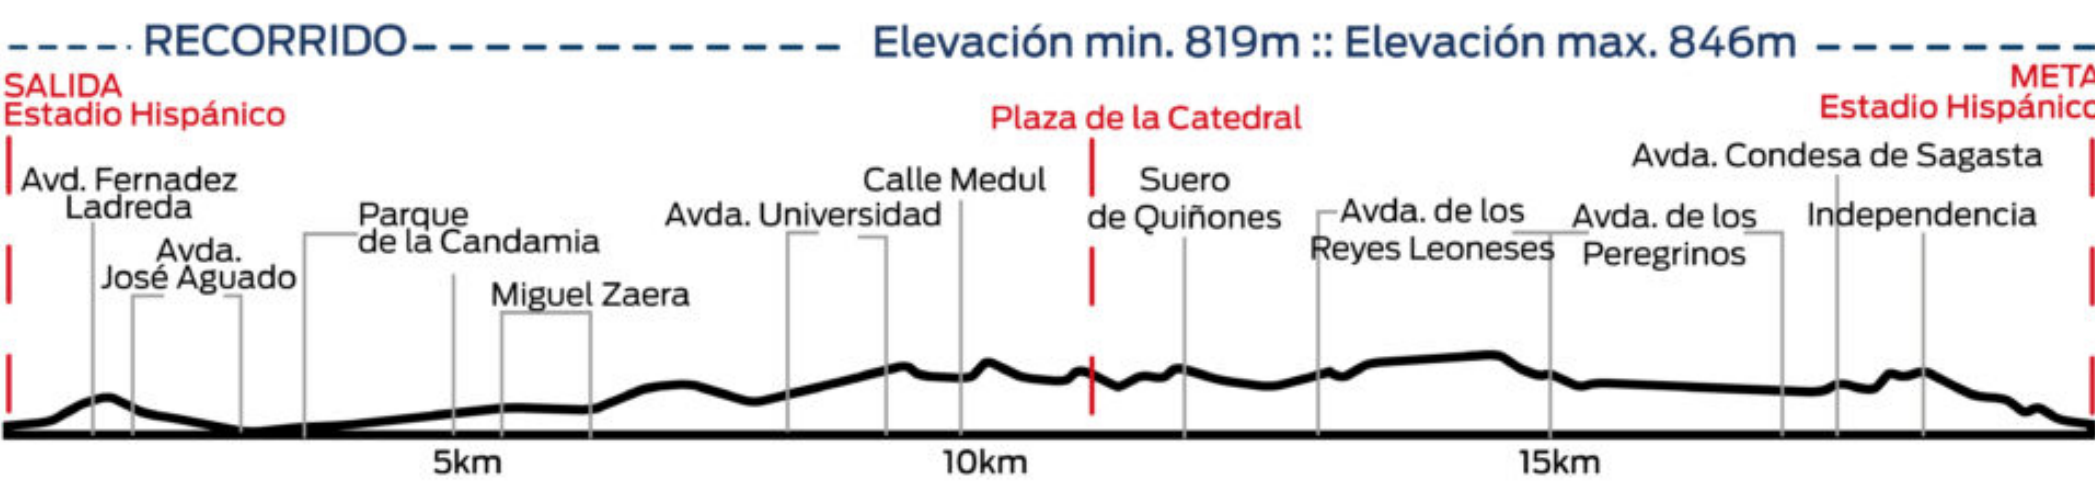 RECORRIDO
Elevación min. 819m :: Elevación max. 846m
SALIDA
Estadio Hispánico
META
Estadio Hispánico
Plaza de la Catedral
Avd. Fernadez
Ladreda
Avda.
José Aguado
Parque
de la Candamia
Miguel Zaera
Avda. Universidad
Calle Medul
Suero
de Quiñones
Avda. de los
Reyes Leoneses
Avda. de los
Peregrinos
Avda. Condesa de Sagasta
Independencia
5km
10km
15km